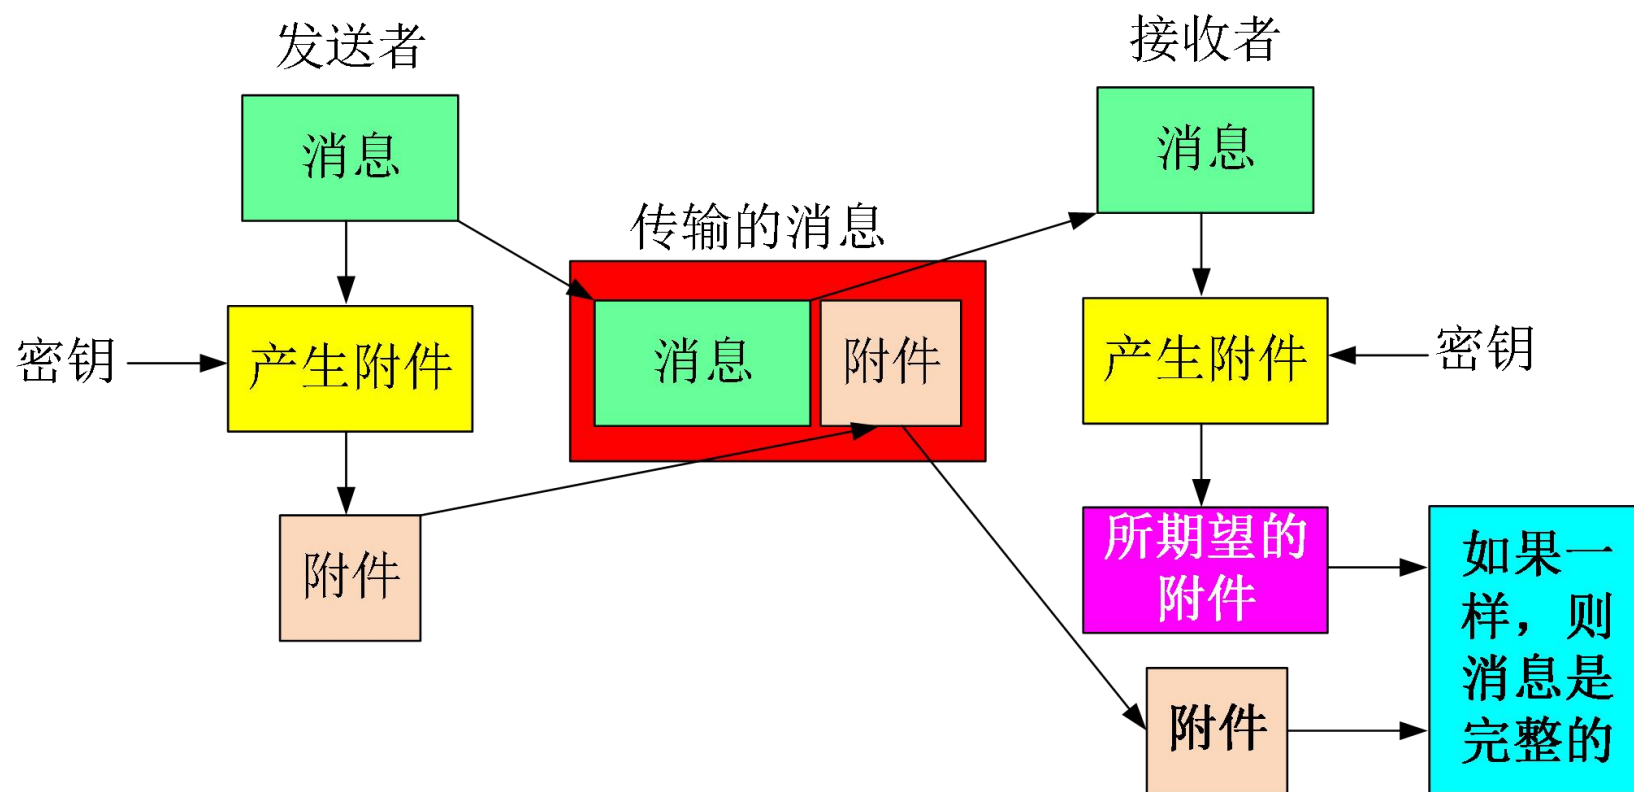 发送者
接收者
消息
消息
传输的消息
密钥
产生附件
消息
附件
产生附件
密钥
附件
所期望的
附件
附件
如果一
样，则
消息是
完整的